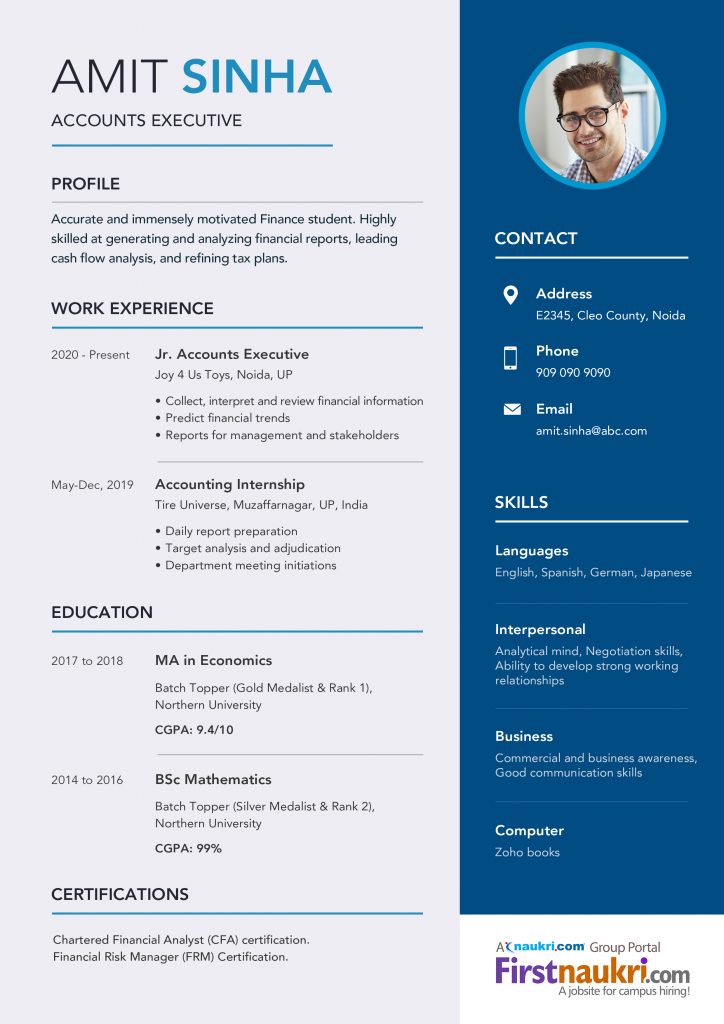 AMIT SINHA
ACCOUNTS EXECUTIVE
PROFILE
Accurate and immensely motivated Finance student. Highly
skilled at generating and analyzing financial reports, leading
cash flow analysis, and refining tax plans.
WORK EXPERIENCE
2020 - Present
Jr. Accounts Executive
Joy 4 Us Toys, Noida, UP
• Collect, interpret and review financial information
• Predict financial trends
• Reports for management and stakeholders
May-Dec, 2019
Accounting Internship
Tire Universe, Muzaffarnagar, UP, India
• Daily report preparation
• Target analysis and adjudication
• Department meeting initiations
EDUCATION
2017 to 2018
MA in Economics
Batch Topper (Gold Medalist & Rank 1),
Northern University
CGPA: 9.4/10
2014 to 2016
BSc Mathematics
Batch Topper (Silver Medalist & Rank 2),
Northern University
CGPA: 99%
CERTIFICATIONS
Chartered Financial Analyst (CFA) certification.
Financial Risk Manager (FRM) Certification.
CONTACT
Address
E2345, Cleo County, Noida
Phone
909 090 9090
Email
amit.sinha@abc.com
SKILLS
Languages
English, Spanish, German, Japanese
Interpersonal
Analytical mind, Negotiation skills,
Ability to develop strong working
relationships
Business
Commercial and business awareness,
Good communication skills
Computer
Zoho books
A naukri.com Group Portal
Firstnaukri.com
A jobsite for campus hiring!